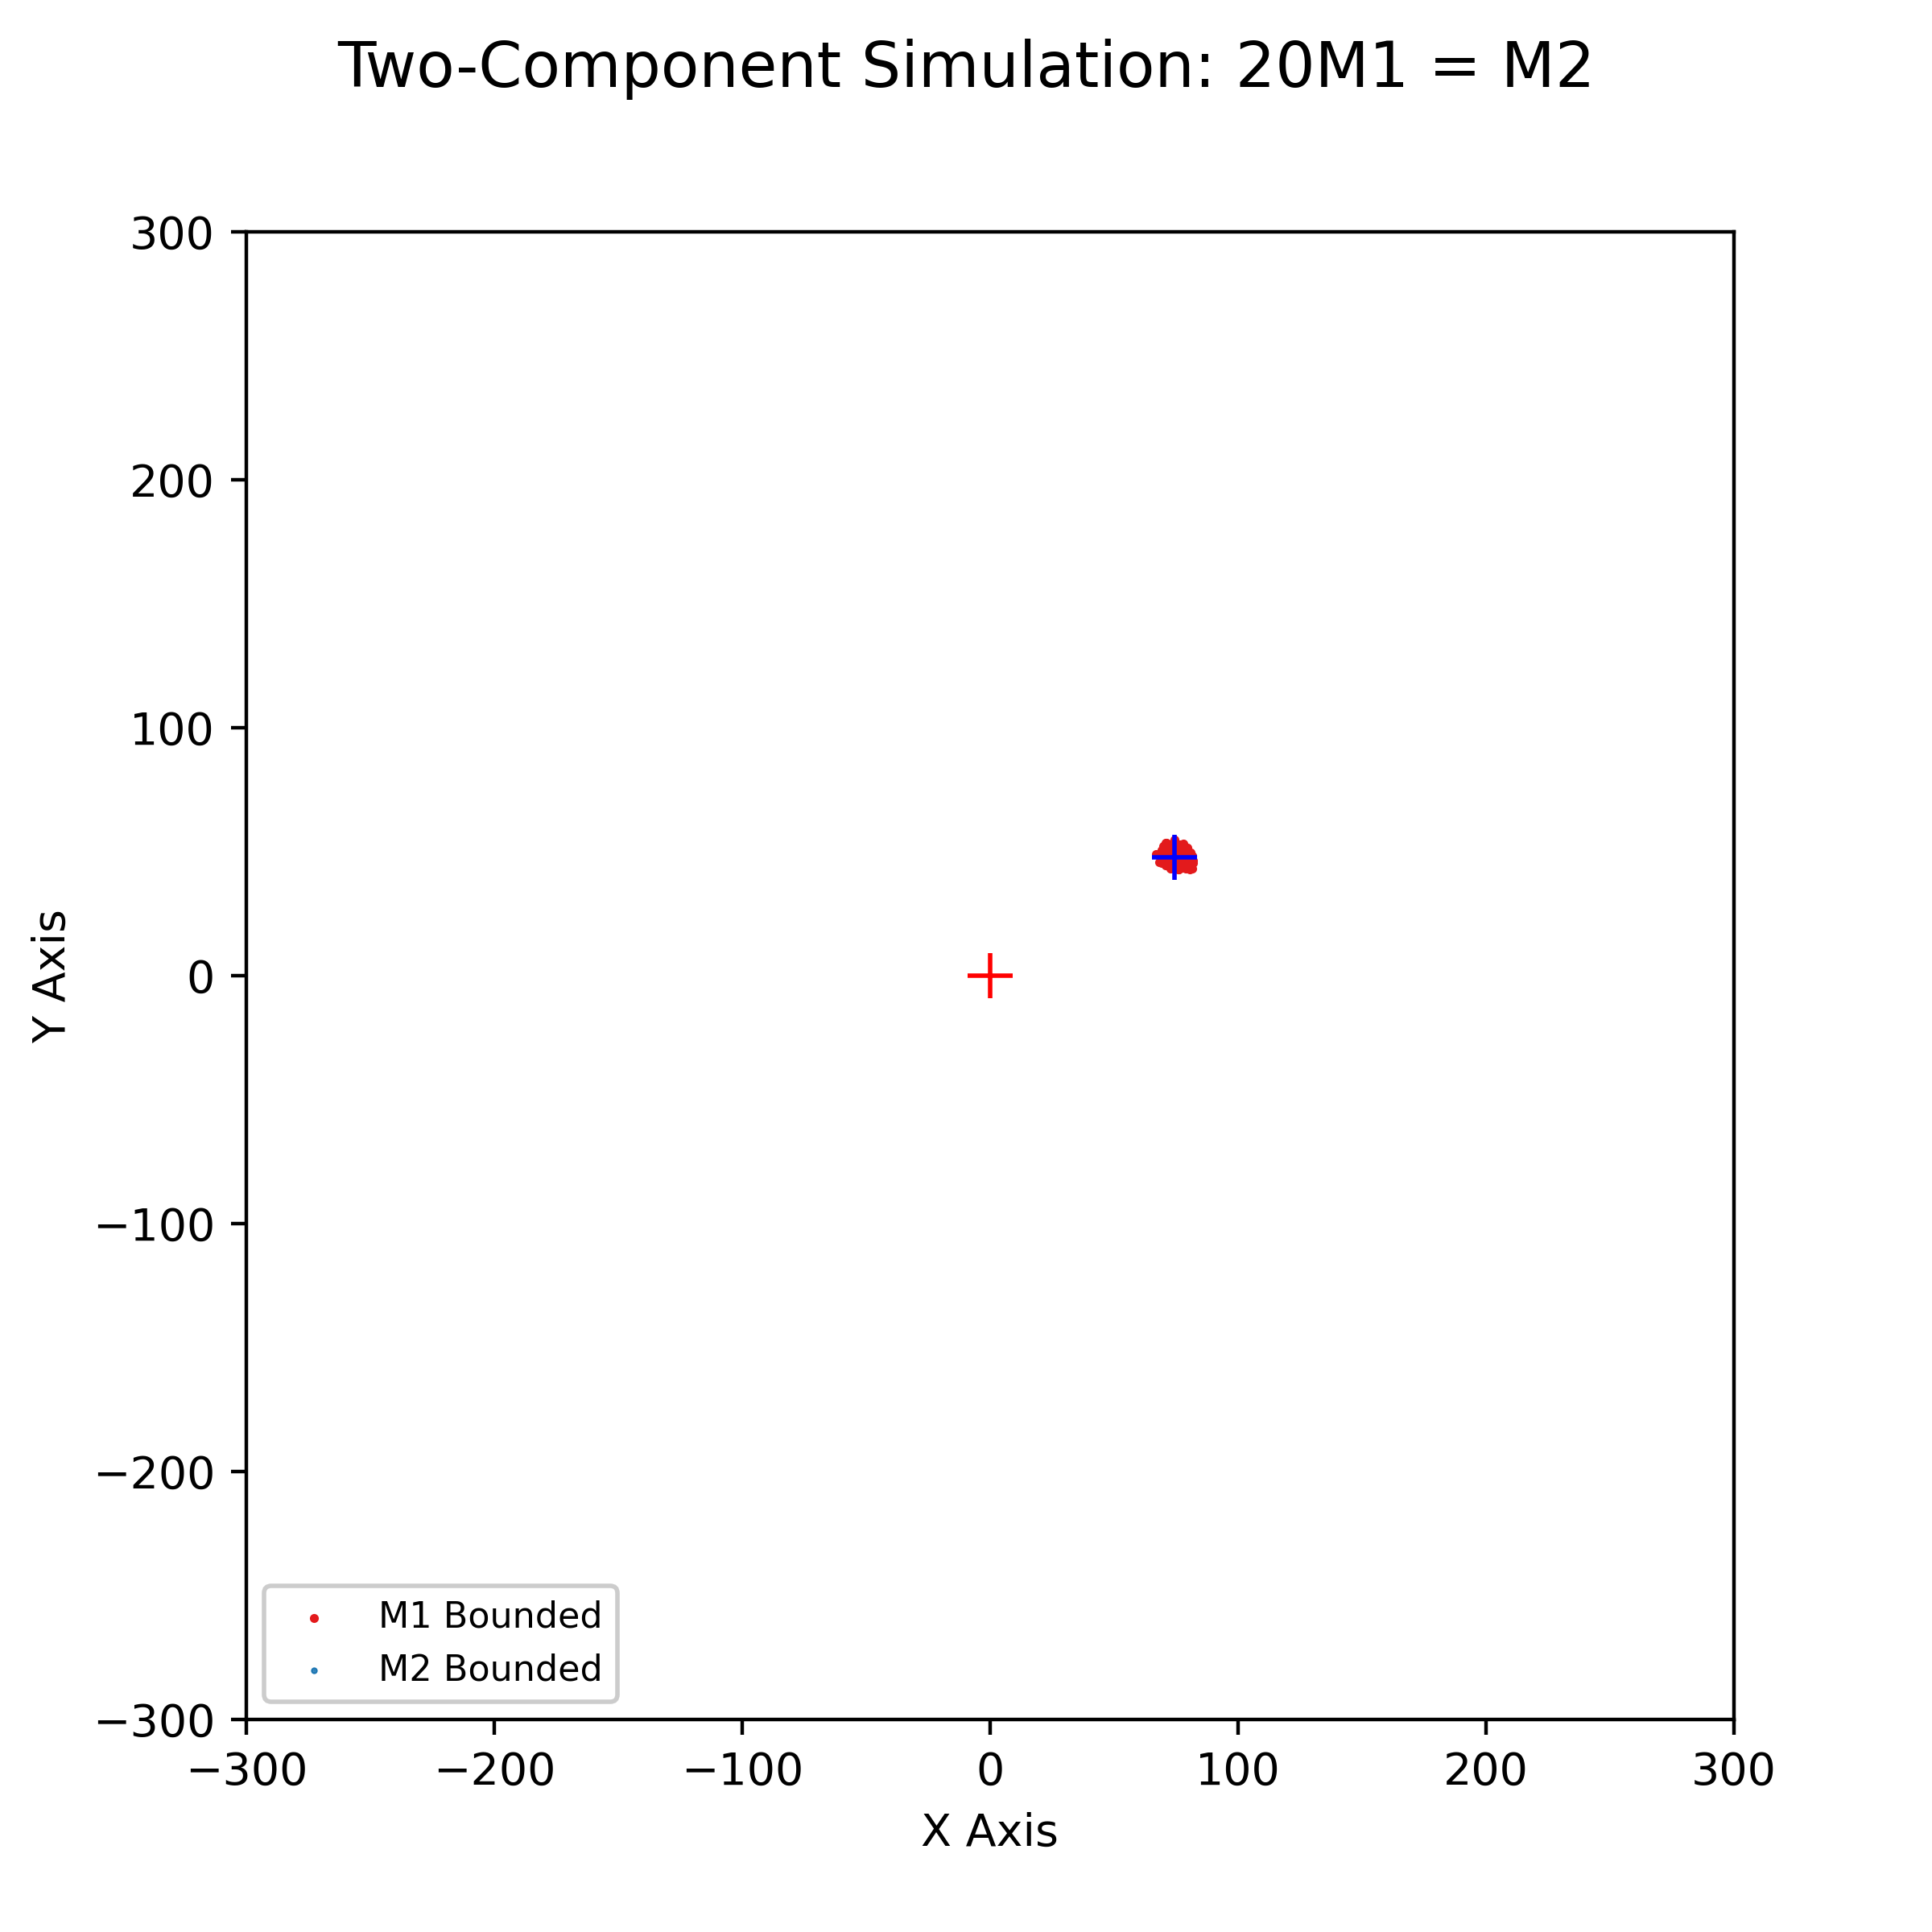 Two-Component Simulation: 20M1 = M2
300
200
100
0
−100
−200
−300
Y Axis
M1 Bounded
M2 Bounded
−300 −200 −100 0 100 200 300
X Axis